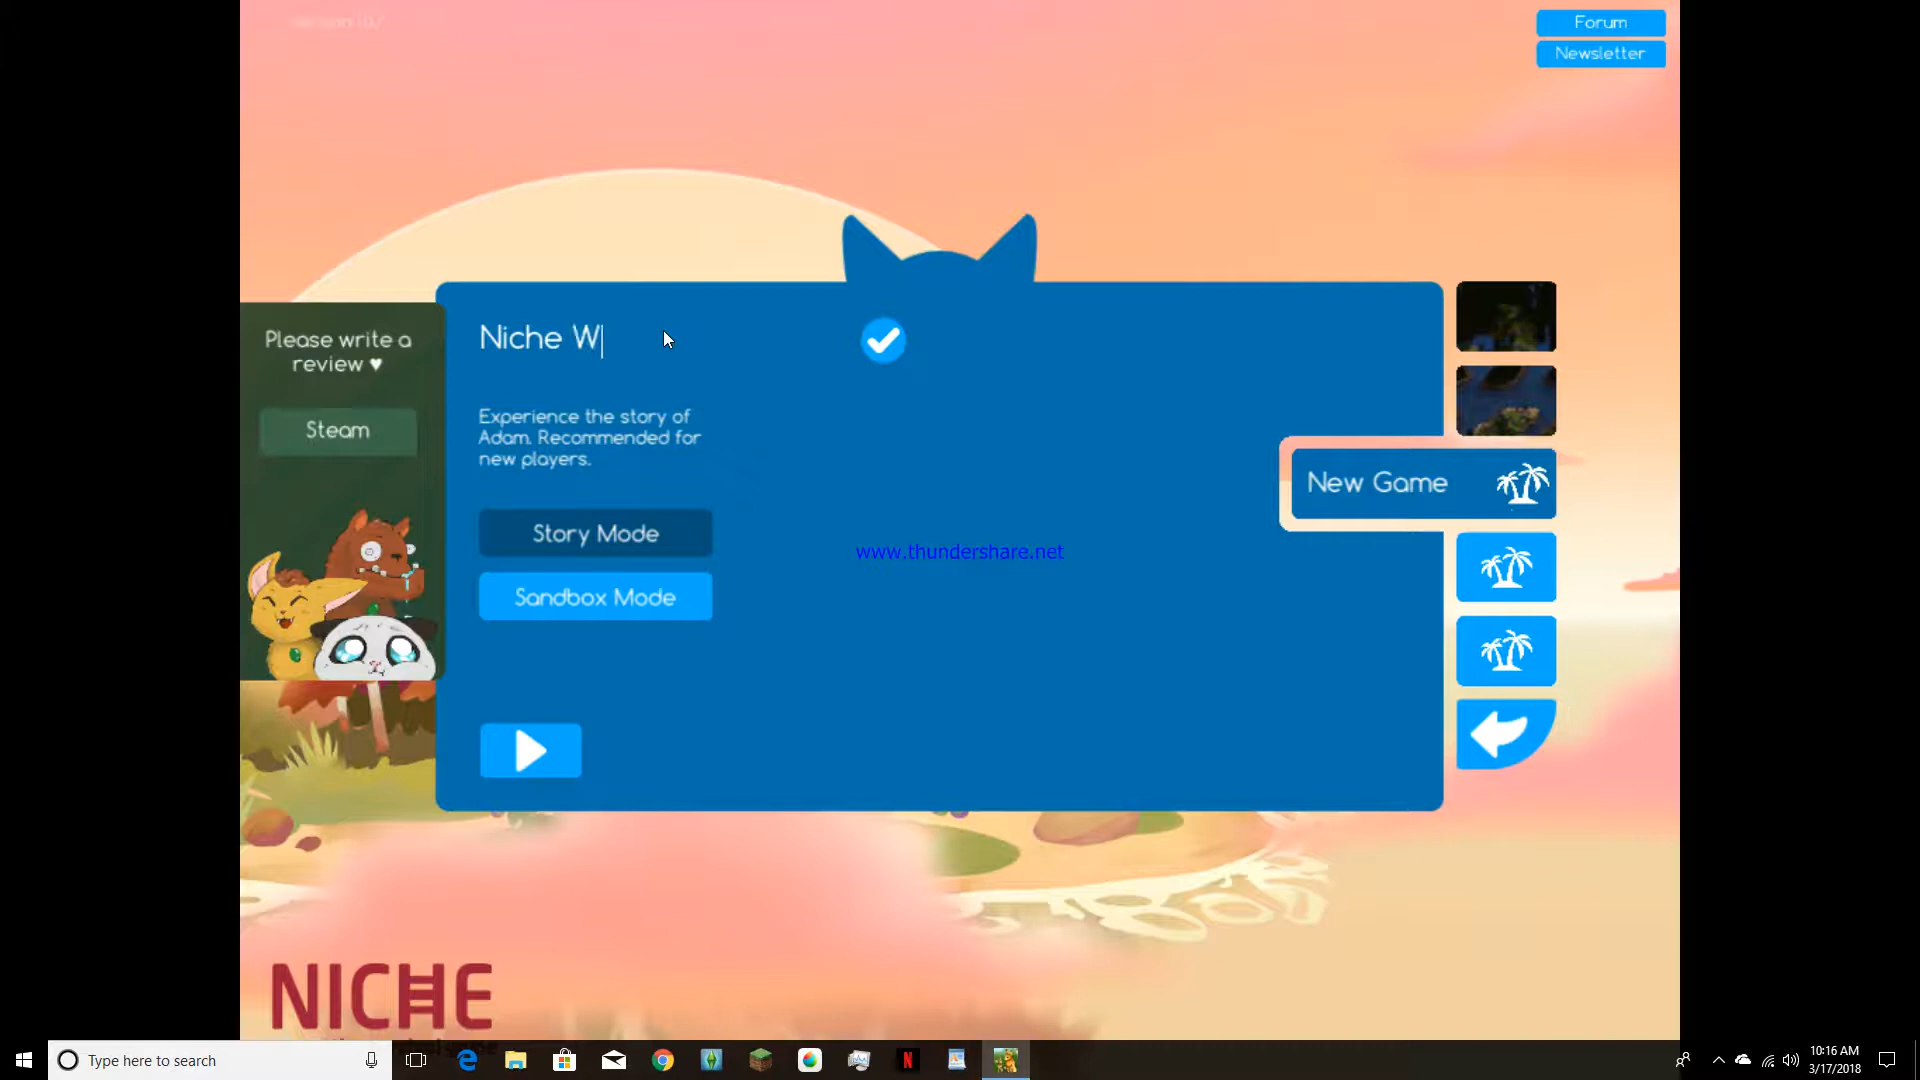 Forum
Newsletter
Please write a
review ♥
Steam
Niche W
Experience the story of
Adam. Recommended for
new players.
Story Mode
Sandbox Mode
New Game
www.thundershare.net
NICHE
Type here to search
10:16 AM
3/17/2018